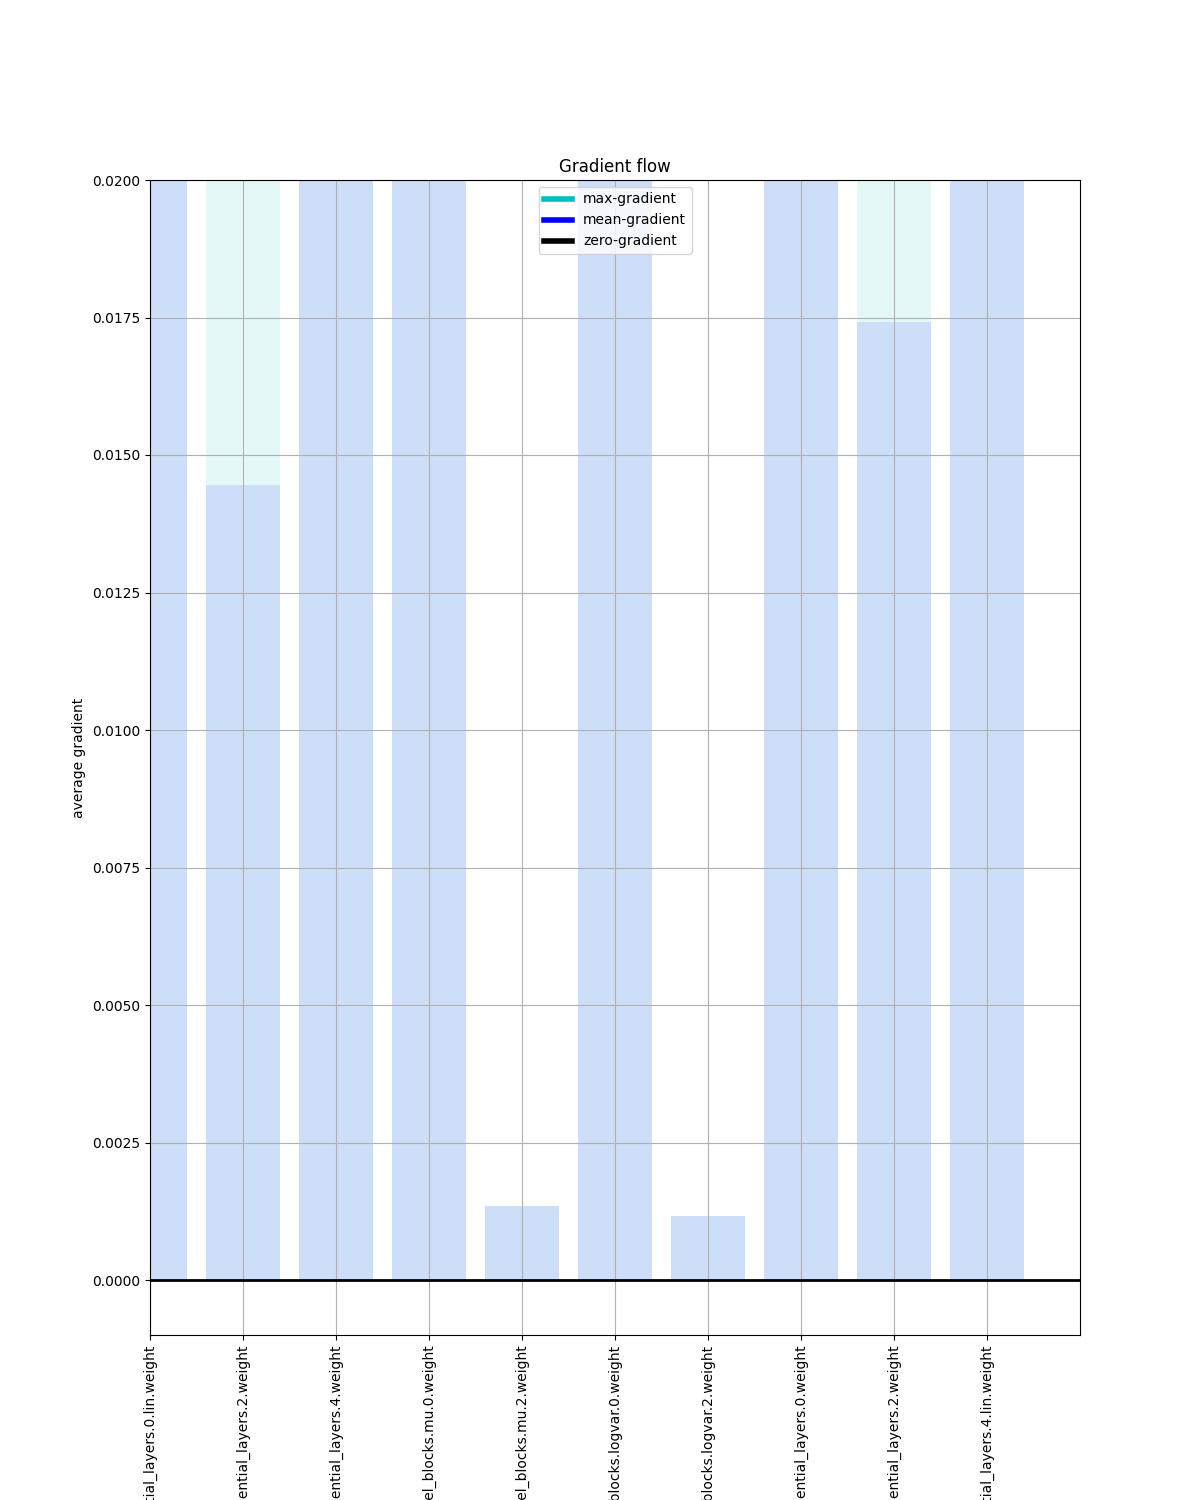 Gradient flow
max-gradient
mean-gradient
zero-gradient
0.0200
0.0175
0.0150
0.0125
0.0100
0.0075
0.0050
0.0025
0.0000
average gradient
tial_layers.0.lin.weight
ential_layers.2.weight
ential_layers.4.weight
el_blocks.mu.0.weight
el_blocks.mu.2.weight
blocks.logvar.0.weight
blocks.logvar.2.weight
ential_layers.0.weight
ential_layers.2.weight
tial_layers.4.lin.weight